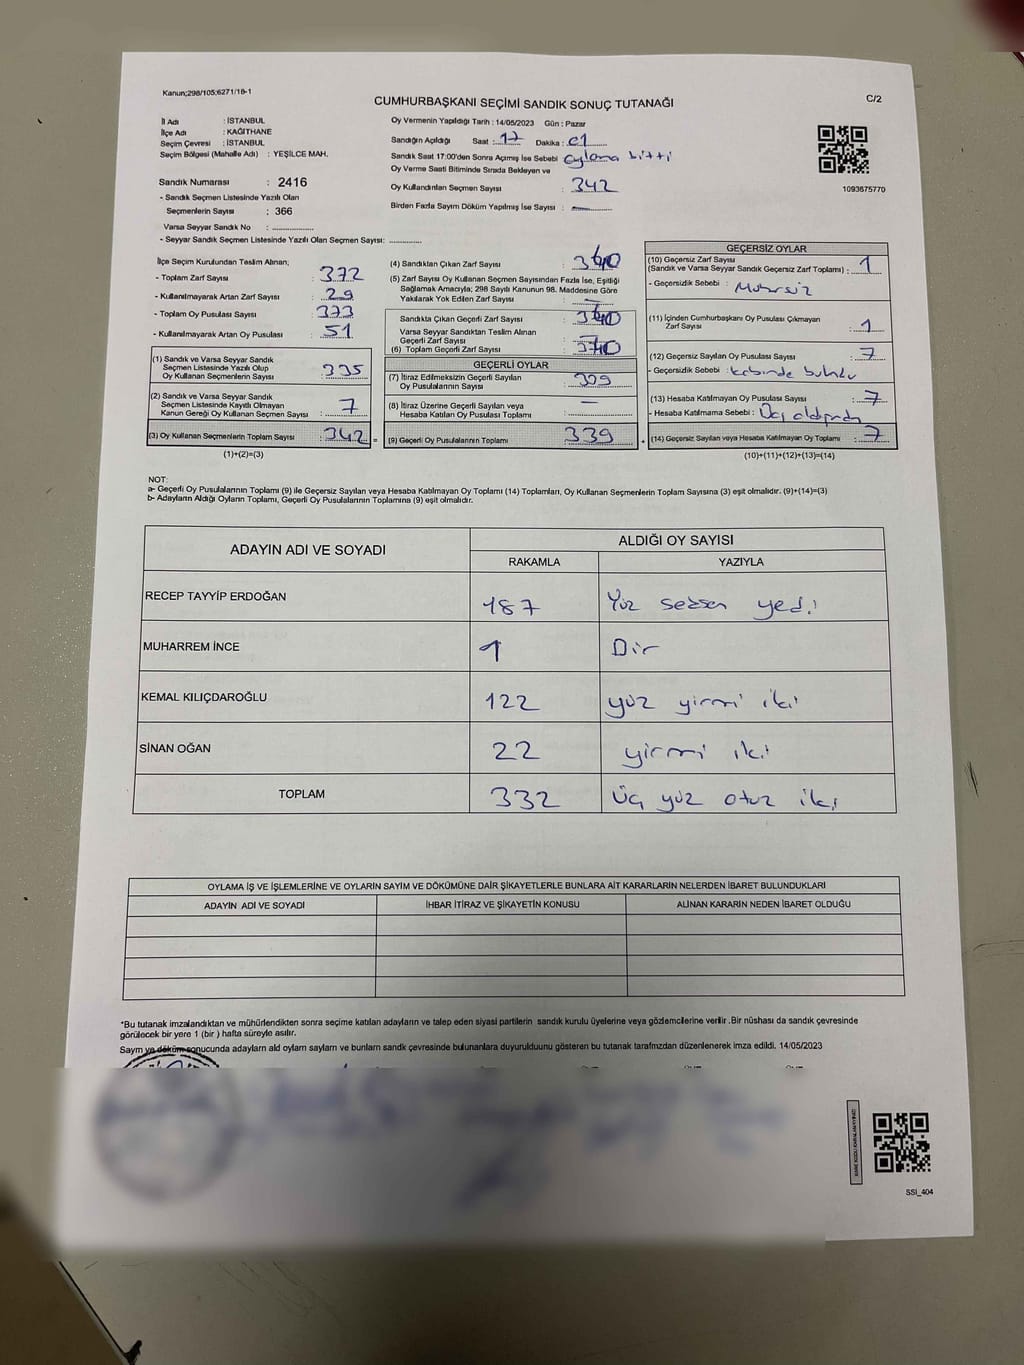 Kanun;298/105;6271/18-1
CUMHURBAŞKANI SEÇİMİ SANDIK SONUÇ TUTANAĞI
C/2
İl Adı : İSTANBUL
İlçe Adı : KAĞITHANE
Seçim Çevresi : İSTANBUL
Seçim Bölgesi (Mahalle Adı) : YEŞİLCE MAH.
Oy Vermenin Yapıldığı Tarih : 14/05/2023 Gün : Pazar
Sandığın Açıldığı Saat : 17 Dakika : 01
Sandık Saat 17:00'den Sonra Açımış İse Sebebi oylama bitti
Oy Verme Saati Bitiminde Sırada Bekleyen ve
Oy Kullandırılan Seçmen Sayısı : 342
Birden Fazla Sayım Döküm Yapılmış İse Sayısı : —
1093675770
Sandık Numarası : 2416
- Sandık Seçmen Listesinde Yazılı Olan
Seçmenlerin Sayısı : 366
Varsa Seyyar Sandık No :
- Seyyar Sandık Seçmen Listesinde Yazılı Olan Seçmen Sayısı:
İlçe Seçim Kurulundan Teslim Alınan;
- Toplam Zarf Sayısı : 372
- Kullanılmayarak Artan Zarf Sayısı : 29
- Toplam Oy Pusulası Sayısı : 373
- Kullanılmayarak Artan Oy Pusulası : 51
(1) Sandık ve Varsa Seyyar Sandık
Seçmen Listesinde Yazılı Olup
Oy Kullanan Seçmenlerin Sayısı : 335
(2) Sandık ve Varsa Seyyar Sandık
Seçmen Listesinde Kayıtlı Olmayan
Kanun Gereği Oy Kullanan Seçmen Sayısı : 7
(3) Oy Kullanan Seçmenlerin Toplam Sayısı : 342 =
(1)+(2)=(3)
(4) Sandıktan Çıkan Zarf Sayısı : 340
(5) Zarf Sayısı Oy Kullanan Seçmen Sayısından Fazla İse, Eşitliği
Sağlamak Amacıyla; 298 Sayılı Kanunun 98. Maddesine Göre
Yakılarak Yok Edilen Zarf Sayısı : —
Sandıkta Çıkan Geçerli Zarf Sayısı : 340
Varsa Seyyar Sandıktan Teslim Alınan
Geçerli Zarf Sayısı : —
(6) Toplam Geçerli Zarf Sayısı : 340
GEÇERLİ OYLAR
(7) İtiraz Edilmeksizin Geçerli Sayılan
Oy Pusulalarının Sayısı : 339
(8) İtiraz Üzerine Geçerli Sayılan veya
Hesaba Katılan Oy Pusulası Toplamı : —
(9) Geçerli Oy Pusulalarının Toplamı : 339 +
GEÇERSİZ OYLAR
(10) Geçersiz Zarf Sayısı
(Sandık ve Varsa Seyyar Sandık Geçersiz Zarf Toplamı) : 1
- Geçersizlik Sebebi : Mühürsüz
(11) İçinden Cumhurbaşkanı Oy Pusulası Çıkmayan
Zarf Sayısı : 1
(12) Geçersiz Sayılan Oy Pusulası Sayısı : 7
- Geçersizlik Sebebi : kabinde bulundu
(13) Hesaba Katılmayan Oy Pusulası Sayısı : 7
- Hesaba Katılmama Sebebi :
(14) Geçersiz Sayılan veya Hesaba Katılmayan Oy Toplamı : 7
(10)+(11)+(12)+(13)=(14)
NOT:
a- Geçerli Oy Pusulalarının Toplamı (9) ile Geçersiz Sayılan veya Hesaba Katılmayan Oy Toplamı (14) Toplamları, Oy Kullanan Seçmenlerin Toplam Sayısına (3) eşit olmalıdır. (9)+(14)=(3)
b- Adayların Aldığı Oyların Toplamı, Geçerli Oy Pusulalarının Toplamına (9) eşit olmalıdır.
ADAYIN ADI VE SOYADI
ALDIĞI OY SAYISI
RAKAMLA YAZIYLA
RECEP TAYYİP ERDOĞAN 187 Yüz seksen yedi
MUHARREM İNCE 1 Bir
KEMAL KILIÇDAROĞLU 122 yüz yirmi iki
SİNAN OĞAN 22 yirmi iki
TOPLAM 332 Üç yüz otuz iki
OYLAMA İŞ VE İŞLEMLERİNE VE OYLARIN SAYIM VE DÖKÜMÜNE DAİR ŞİKAYETLERLE BUNLARA AİT KARARLARIN NELERDEN İBARET BULUNDUKLARI
ADAYIN ADI VE SOYADI İHBAR İTİRAZ VE ŞİKAYETİN KONUSU ALINAN KARARIN NEDEN İBARET OLDUĞU
*Bu tutanak imzalandıktan ve mühürlendikten sonra seçime katılan adayların ve talep eden siyasi partilerin sandık kurulu üyelerine veya gözlemcilerine verilir .Bir nüshası da sandık çevresinde
görülecek bir yere 1 (bir ) hafta süreyle asılır.
Sayım ve döküm sonucunda adayların ald oyların sayıların ve bunların sandk çevresinde bulunanlara duyurulduunu gösteren bu tutanak tarafmzdan düzenlenerek imza edildi. 14/05/2023
SSI_404